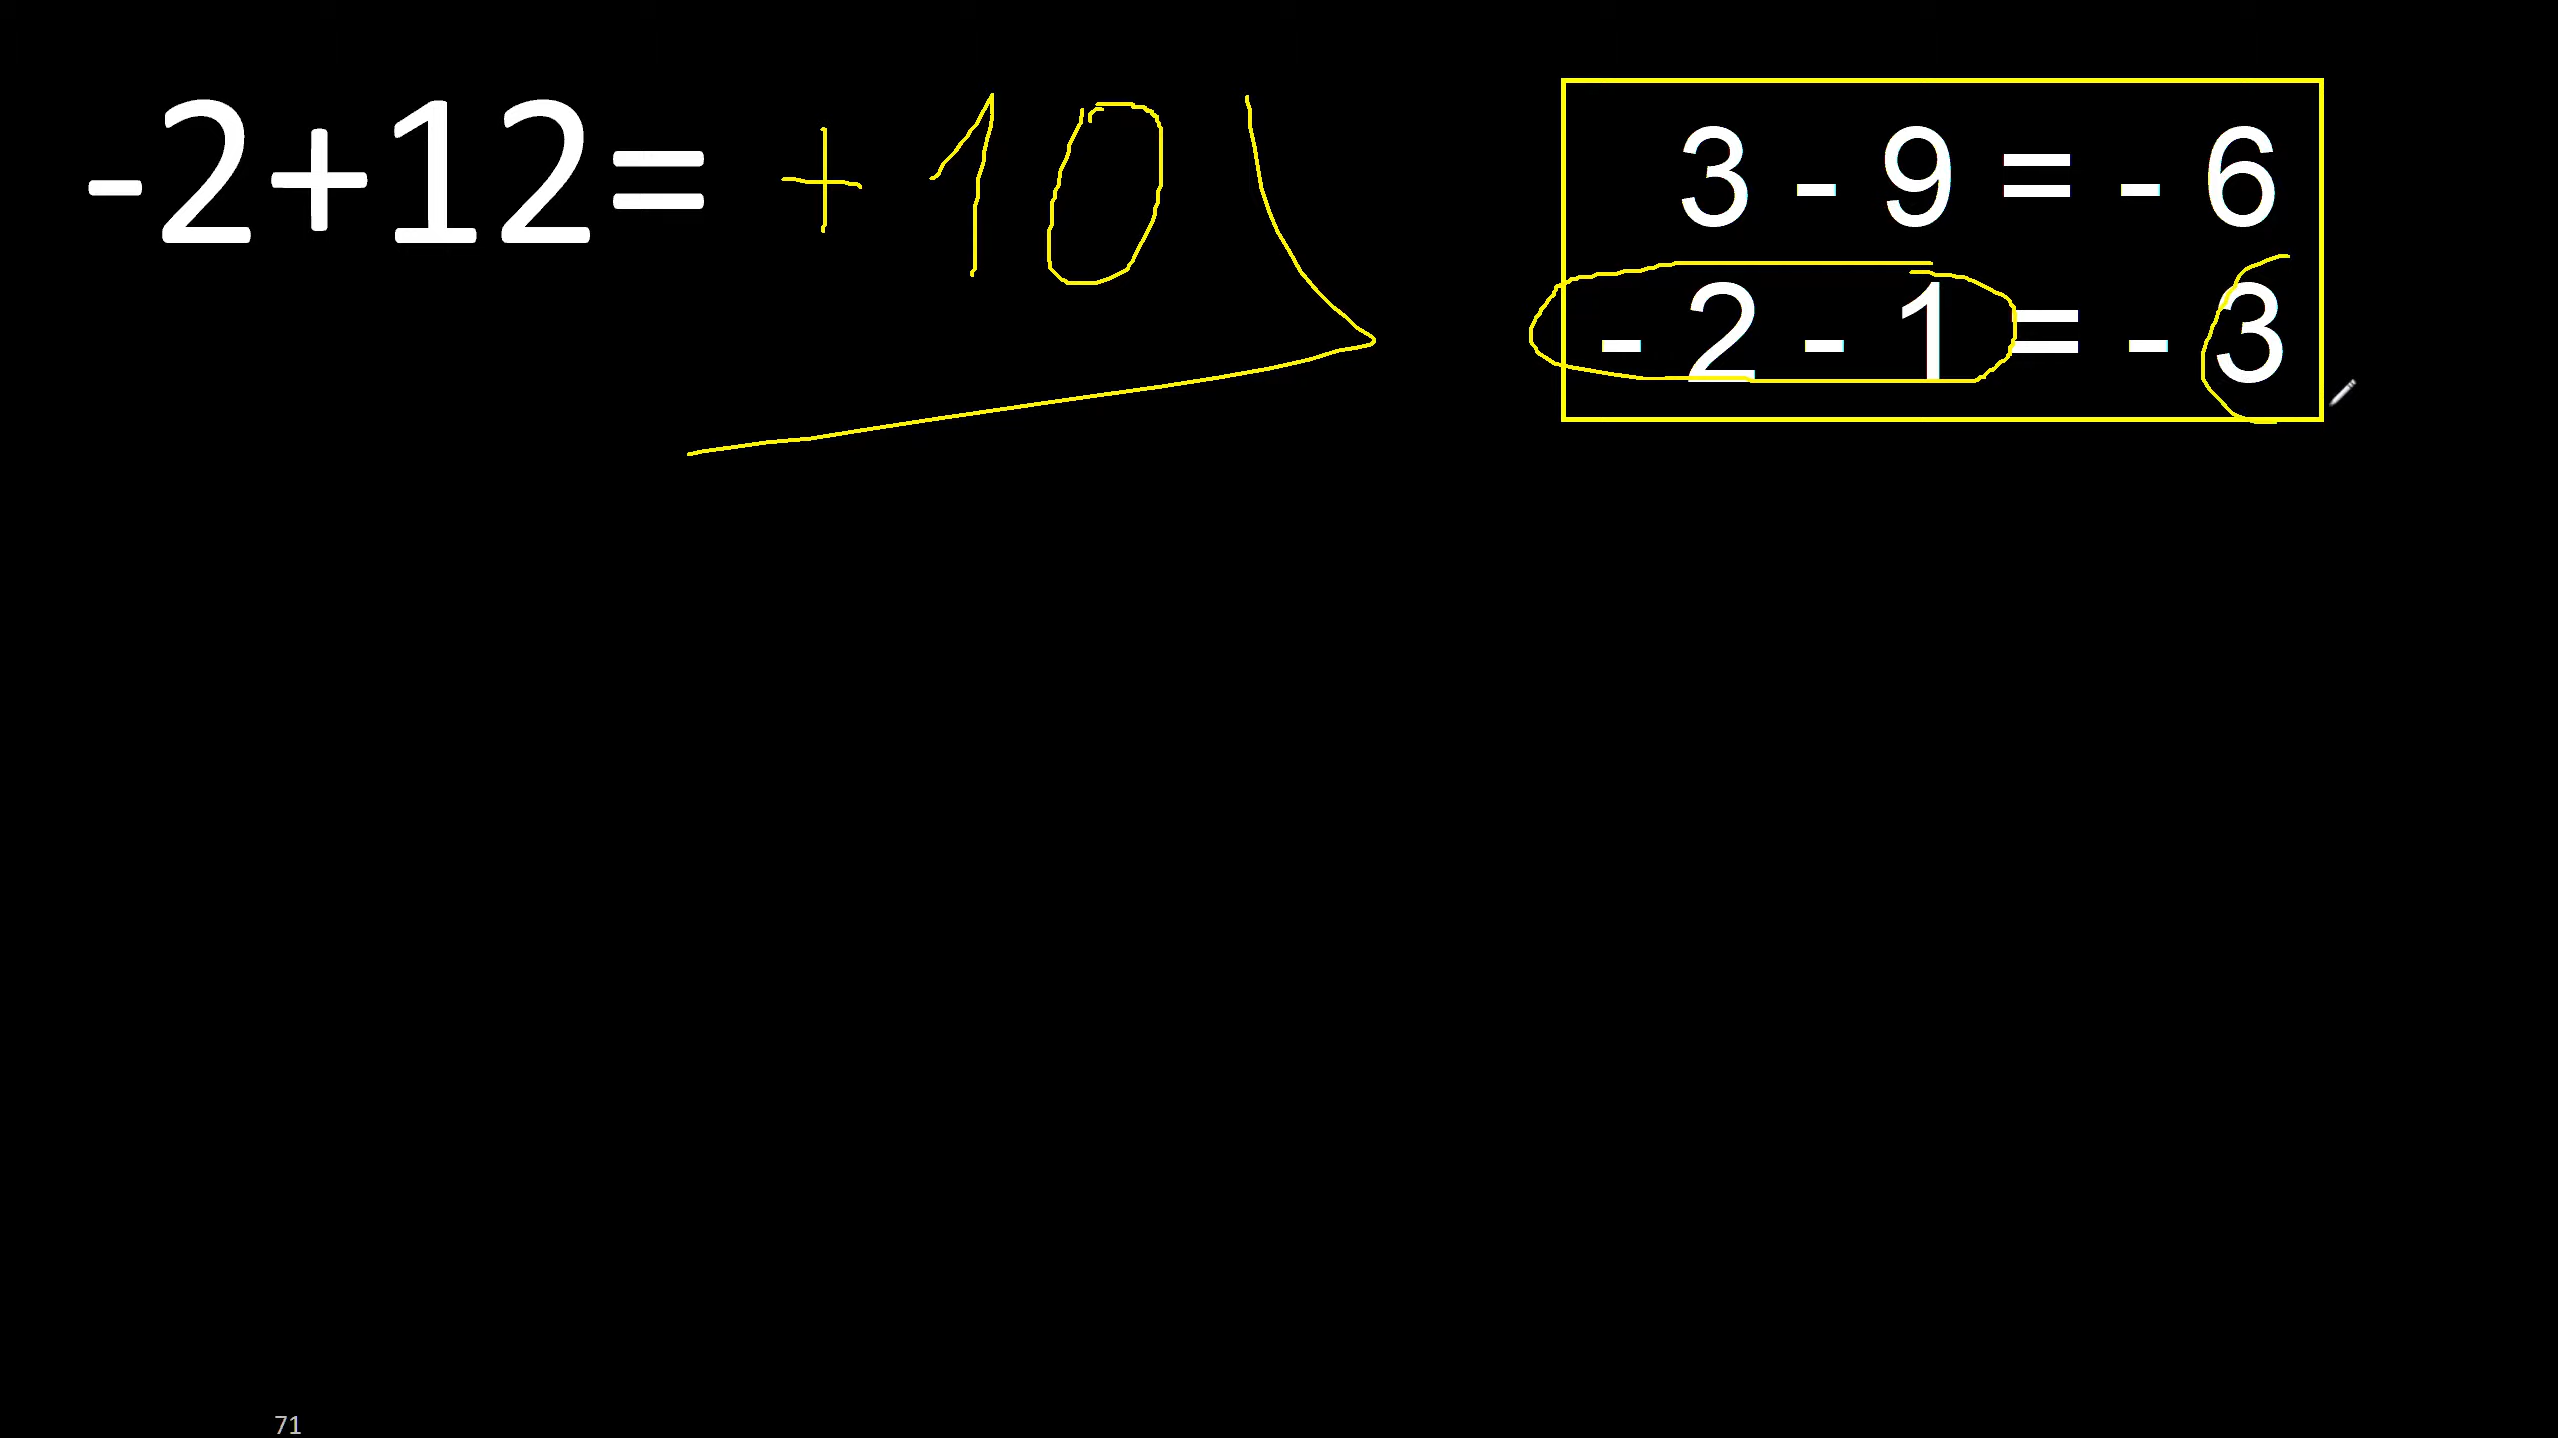 -2+12= + 10
3 - 9 = - 6
- 2 - 1 = - 3
71